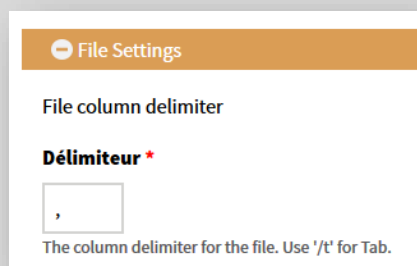 File Settings
File column delimiter
Délimiteur *
,
The column delimiter for the file. Use '/t' for Tab.